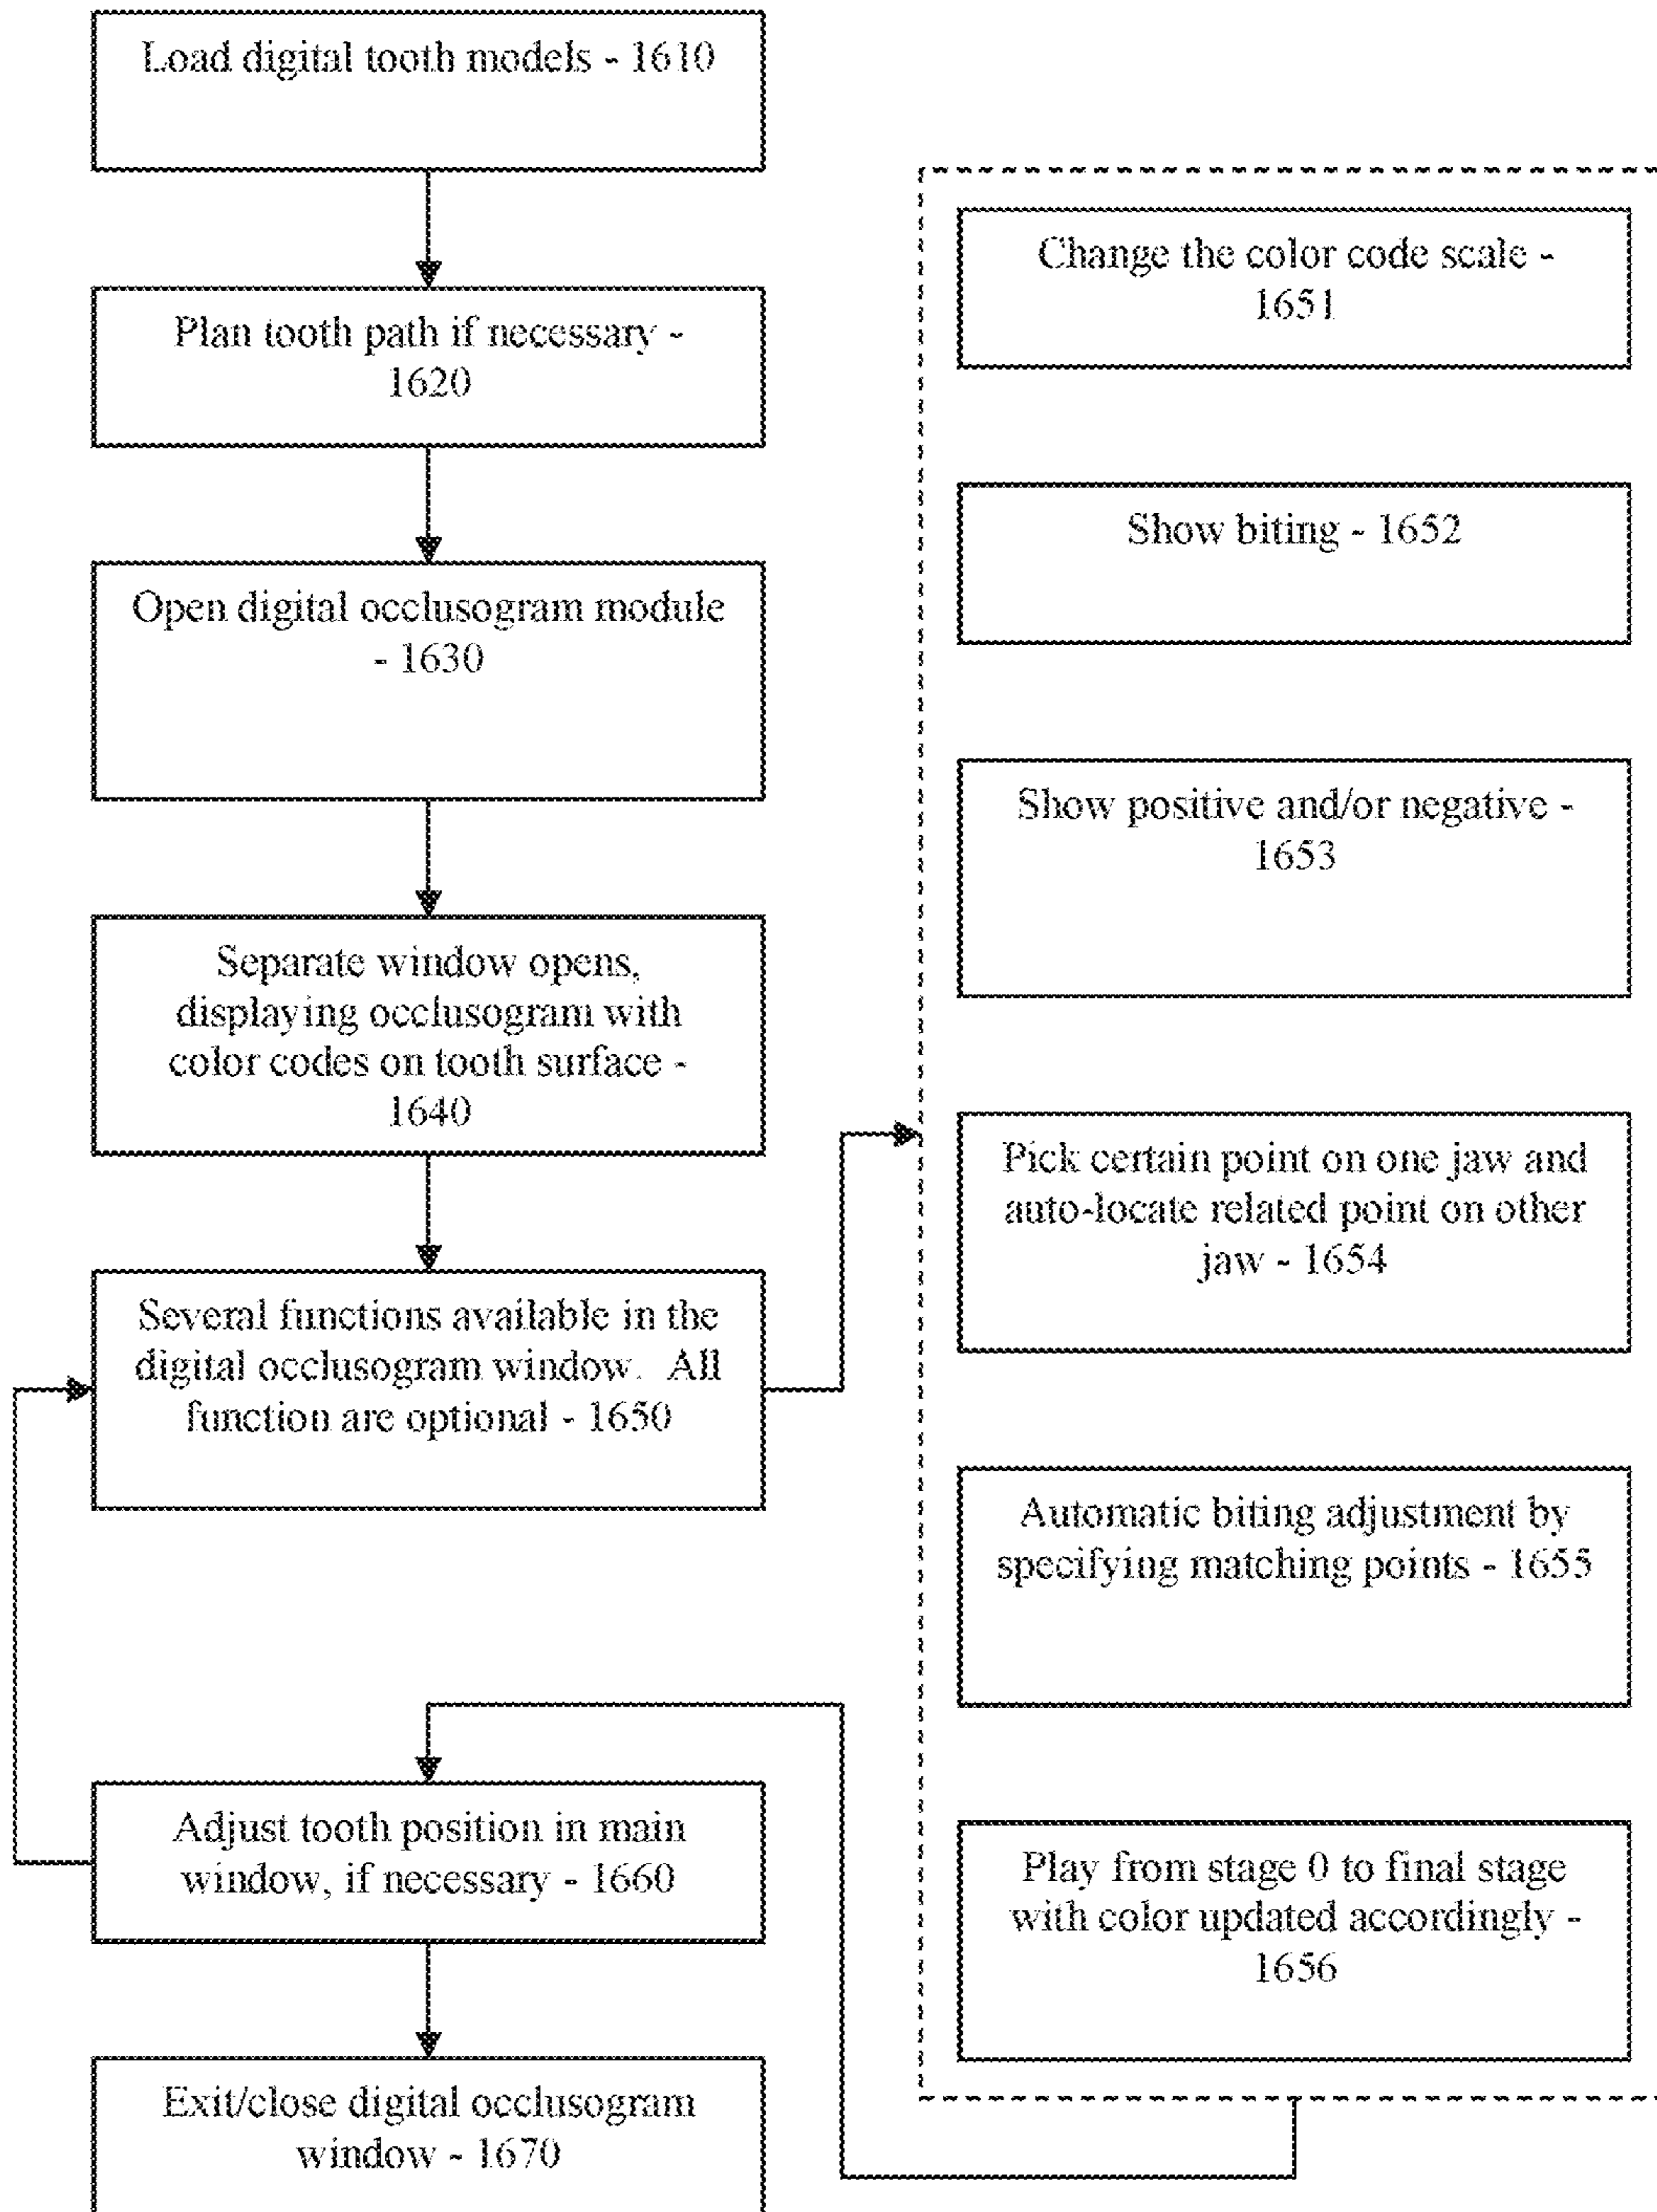 Load digital tooth models - 1610
Plan tooth path if necessary -
1620
Open digital occlusogram module
- 1630
Separate window opens,
displaying occlusogram with
color codes on tooth surface -
1640
Several functions available in the
digital occlusogram window.  All
function are optional - 1650
Adjust tooth position in main
window, if necessary - 1660
Exit/close digital occlusogram
window - 1670
Change the color code scale -
1651
Show biting - 1652
Show positive and/or negative -
1653
Pick certain point on one jaw and
auto-locate related point on other
jaw - 1654
Automatic biting adjustment by
specifying matching points - 1655
Play from stage 0 to final stage
with color updated accordingly -
1656